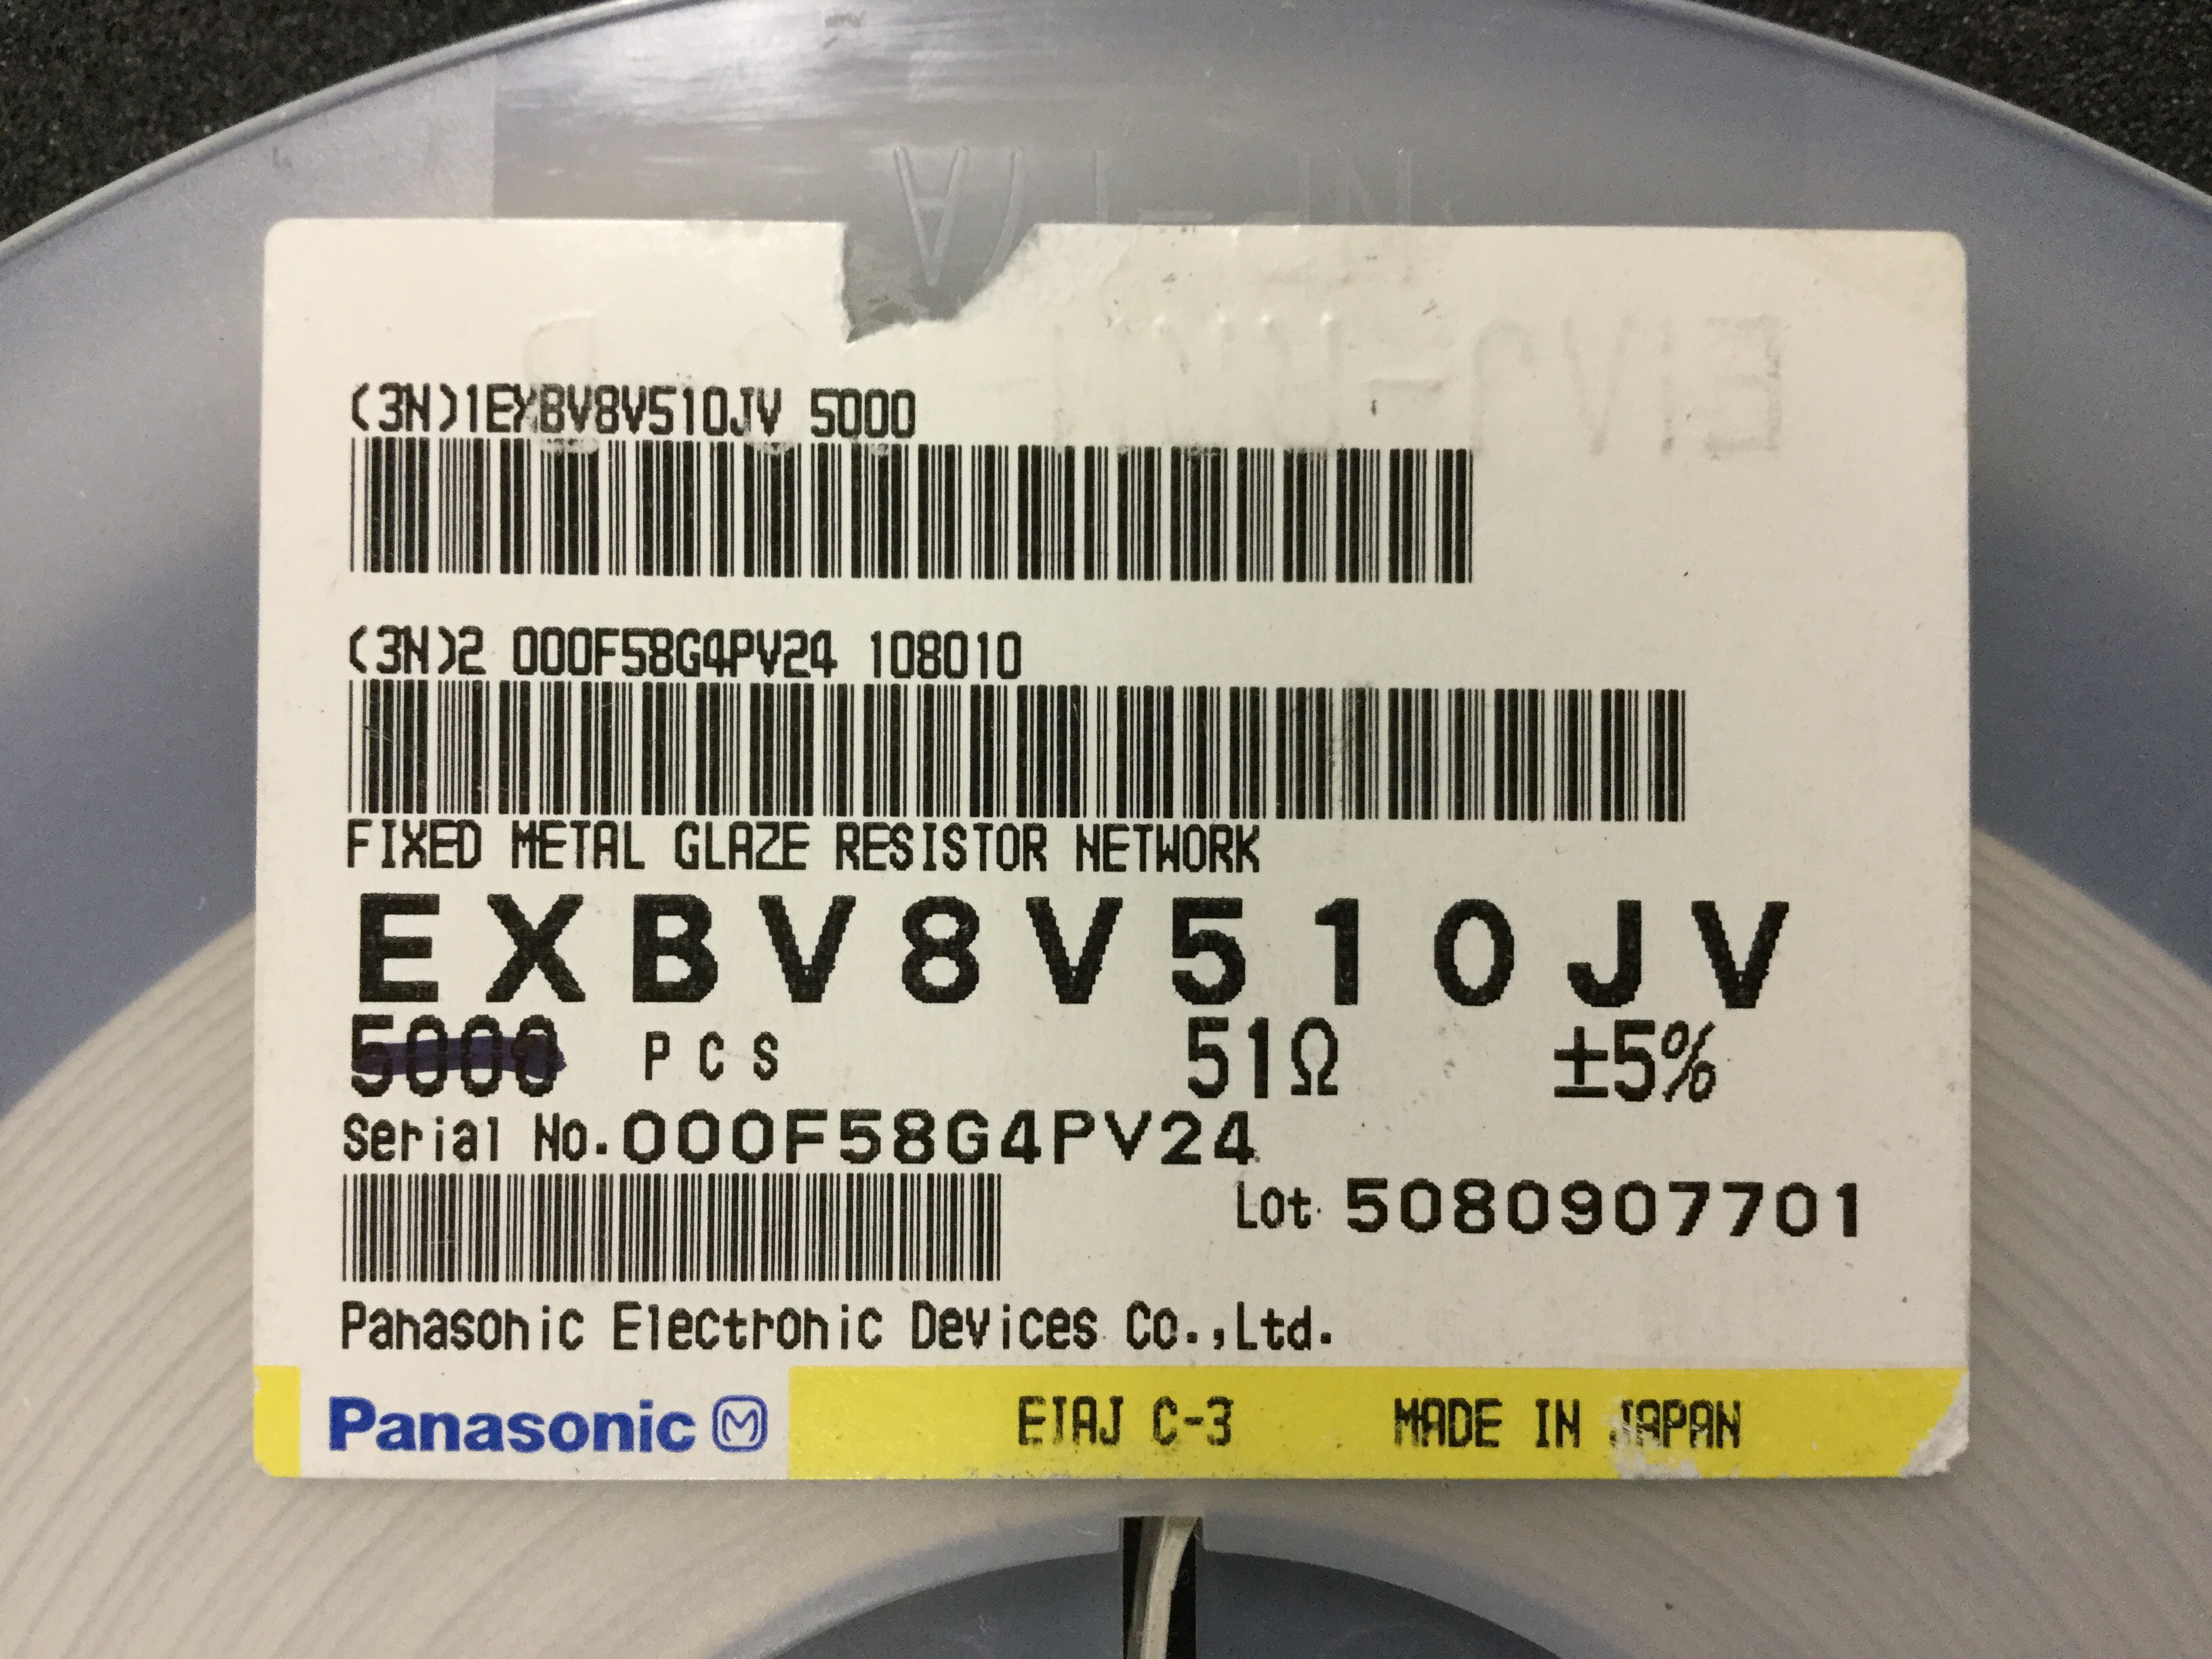 (3N)1EXBV8V510JV 5000
(3N)2 000F58G4PV24 108010
FIXED METAL GLAZE RESISTOR NETWORK
EXBV8V510JV
5000 PCS 51Ω ±5%
Serial No.000F58G4PV24
Lot 5080907701
Panasonic Electronic Devices Co.,Ltd.
Panasonic M EIAJ C-3 MADE IN JAPAN